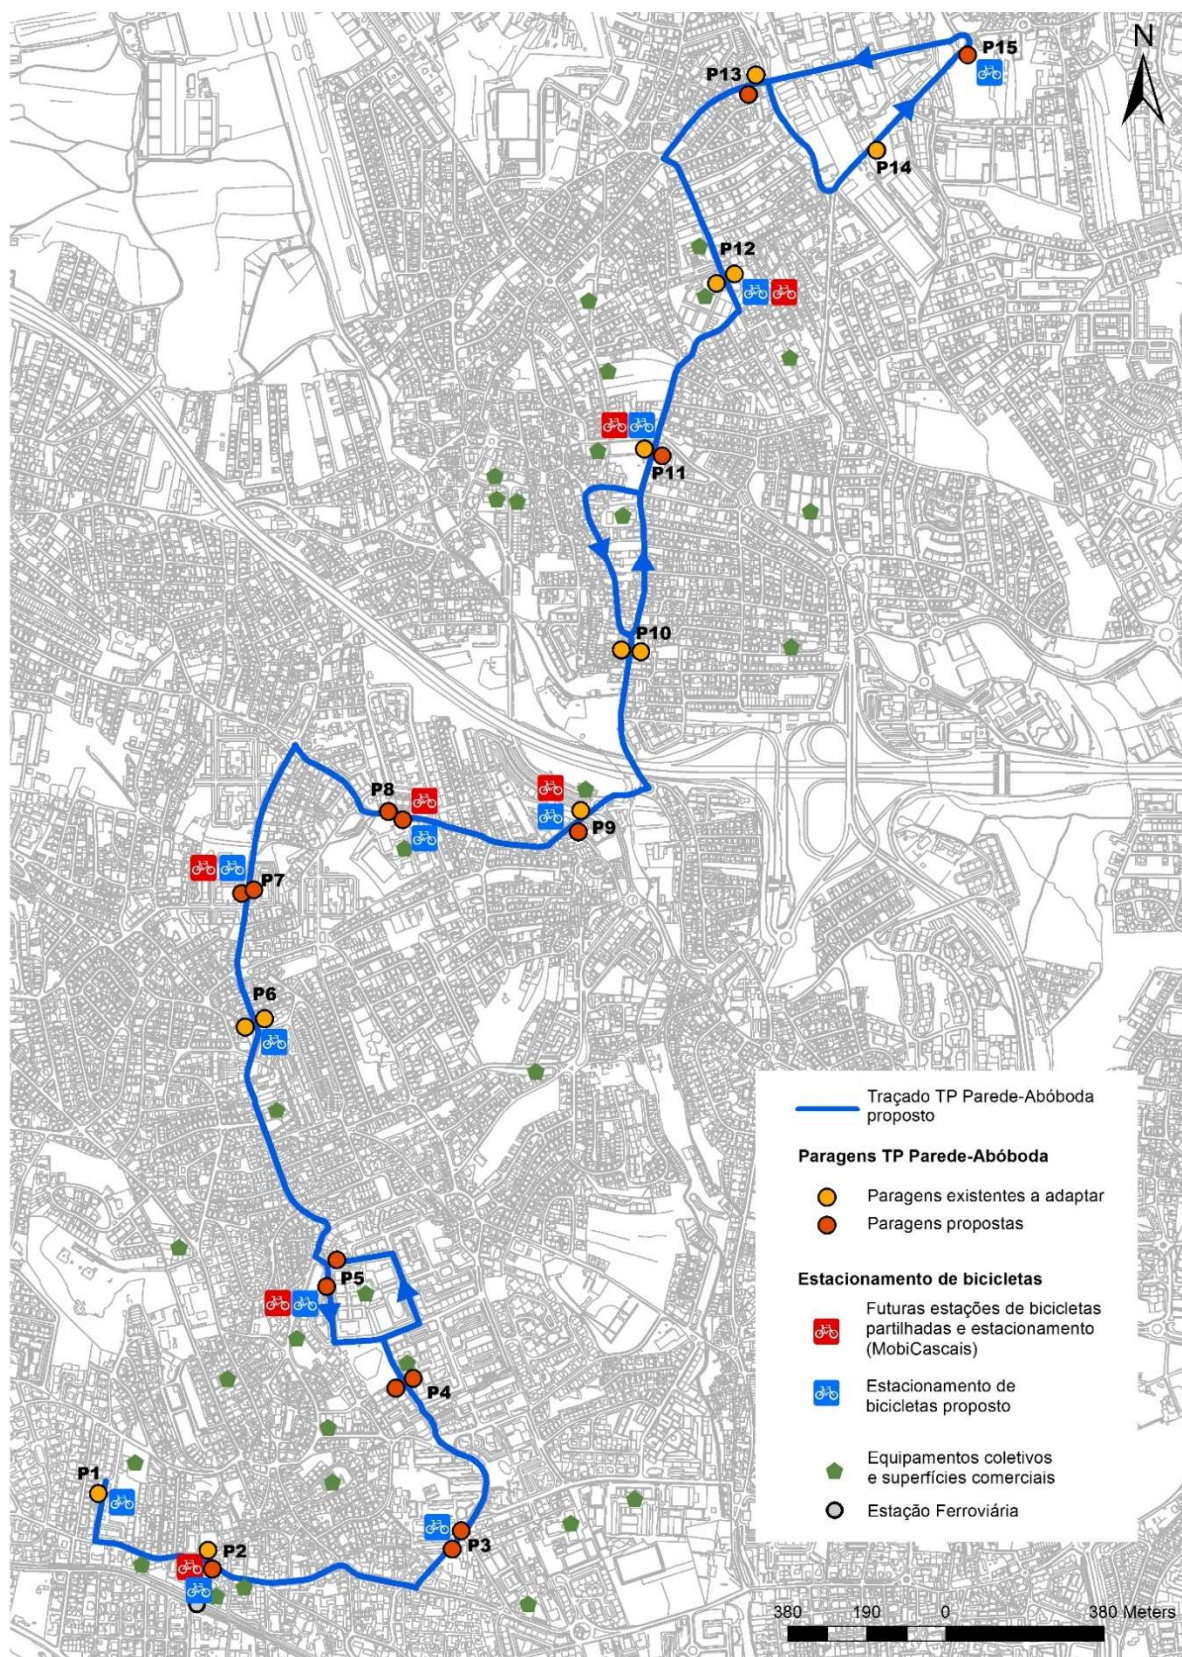 N
P15
P13
P14
P12
P11
P10
P8
P9
P7
P6
P5
P4
P1
P3
P2
Traçado TP Parede-Abóboda
proposto
Paragens TP Parede-Abóboda
Paragens existentes a adaptar
Paragens propostas
Estacionamento de bicicletas
Futuras estações de bicicletas
partilhadas e estacionamento
(MobiCascais)
Estacionamento de
bicicletas proposto
Equipamentos coletivos
e superfícies comerciais
Estação Ferroviária
380 190 0 380 Meters